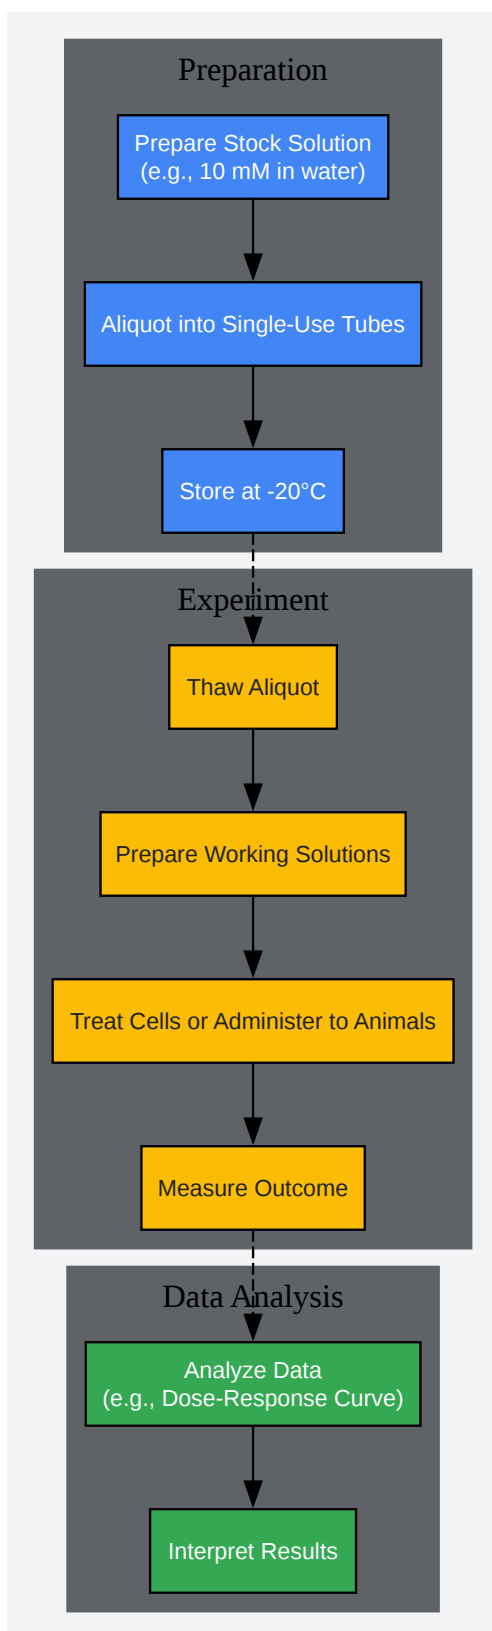 Preparation
Prepare Stock Solution
(e.g., 10 mM in water)
Aliquot into Single-Use Tubes
Store at -20°C
Experiment
Thaw Aliquot
Prepare Working Solutions
Treat Cells or Administer to Animals
Measure Outcome
Data Analysis
Analyze Data
(e.g., Dose-Response Curve)
Interpret Results